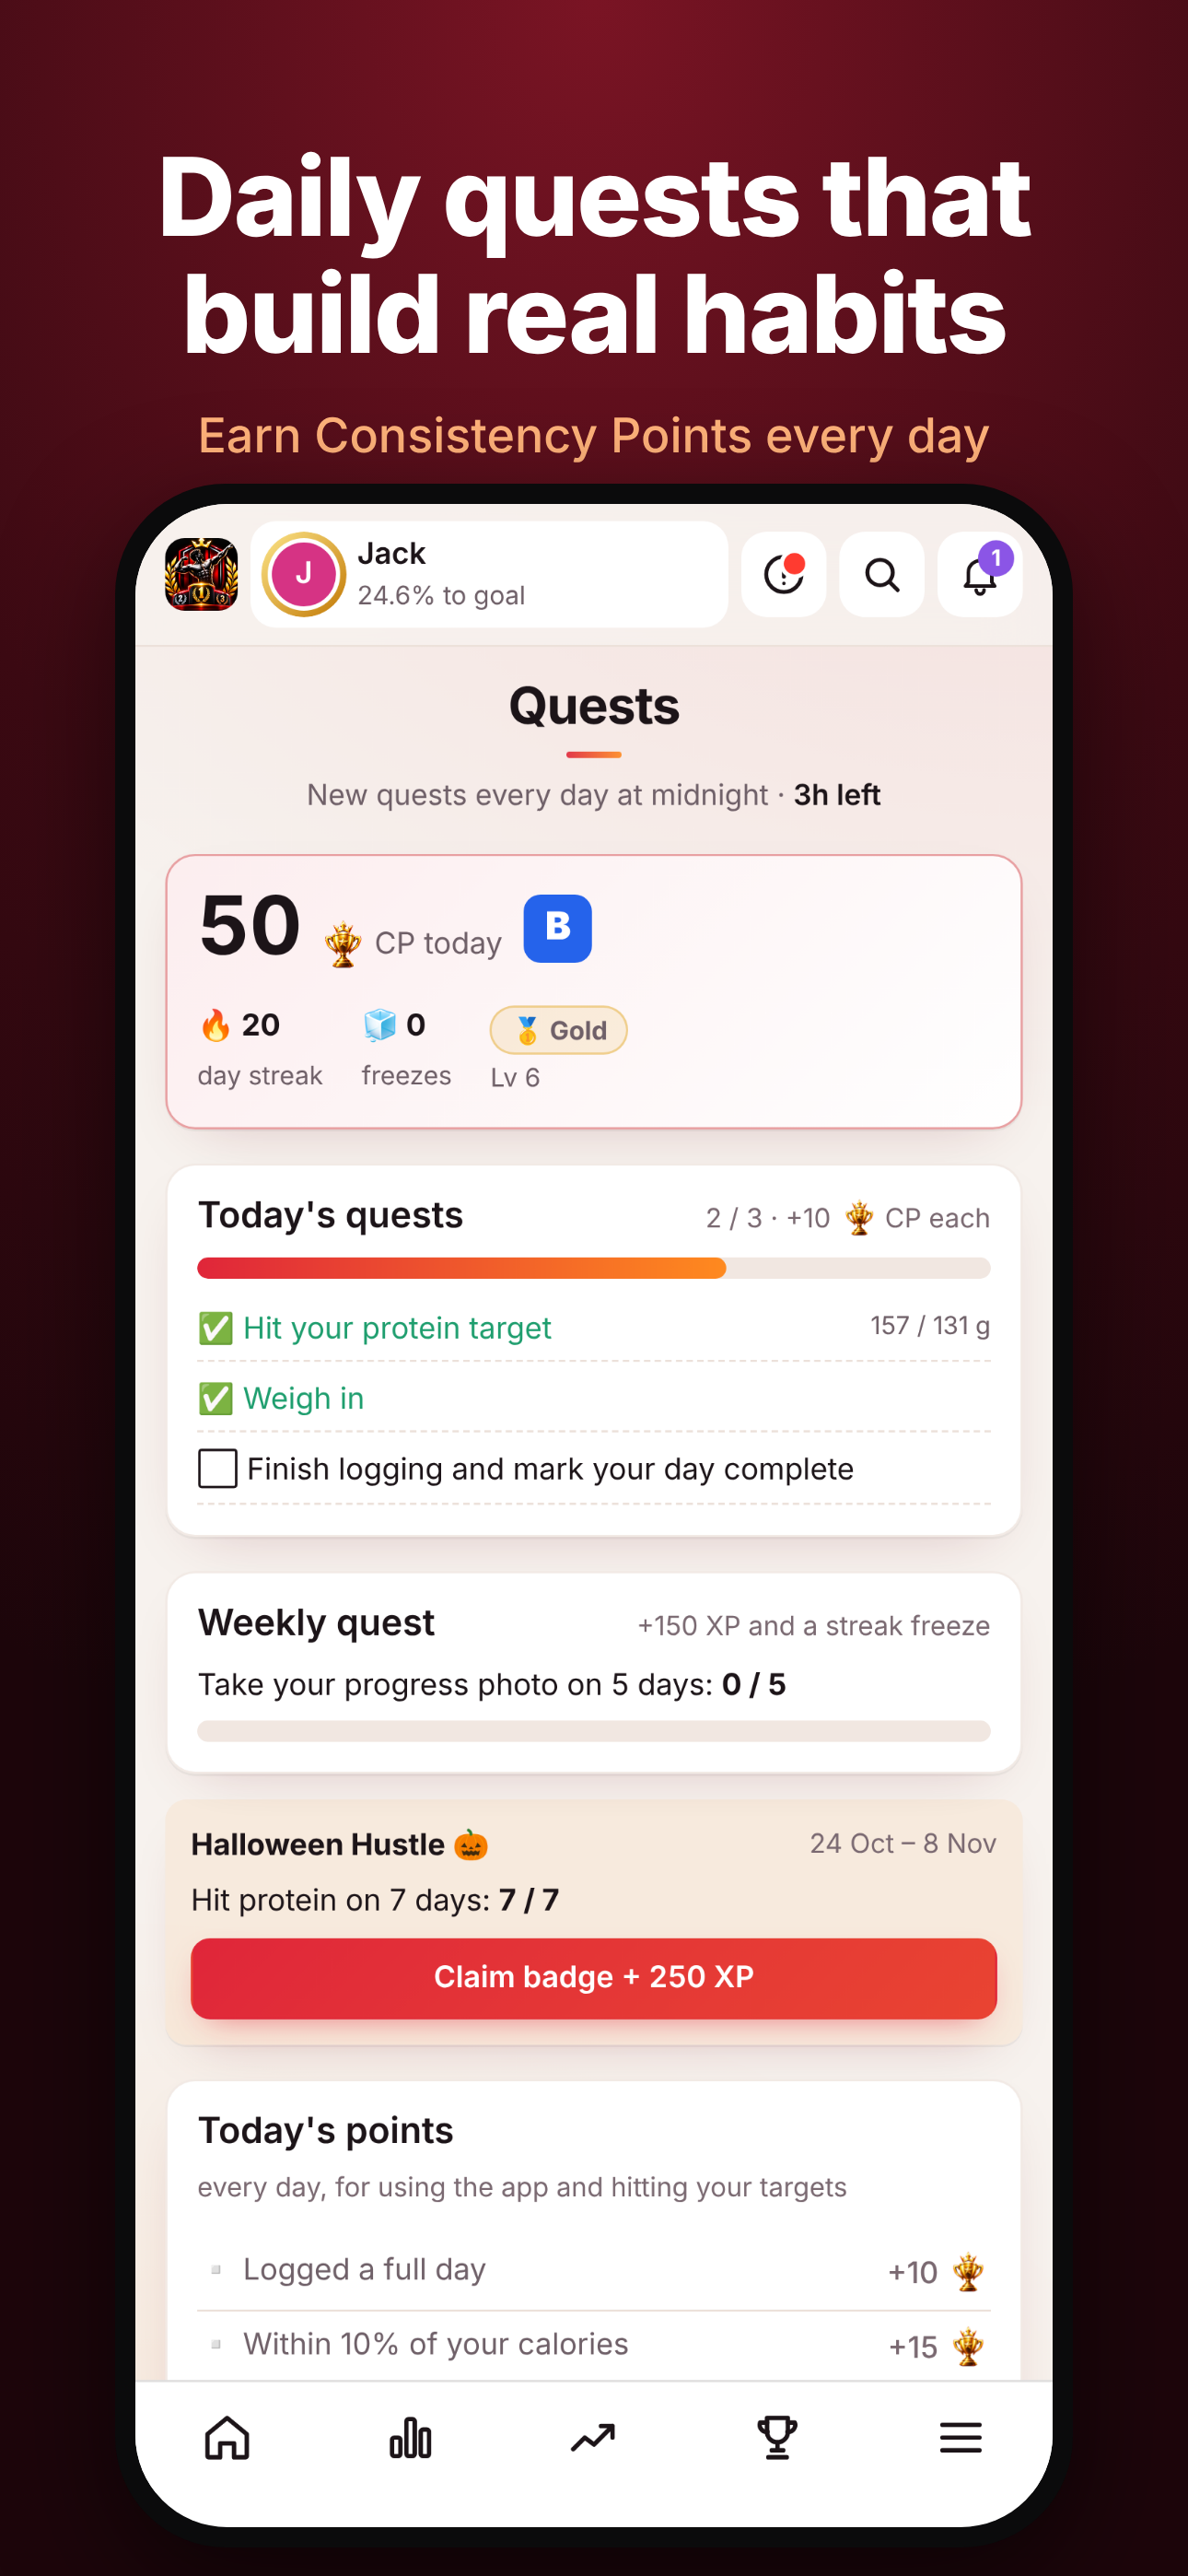 Daily quests that
build real habits
Earn Consistency Points every day
J
Jack
24.6% to goal
1
Quests
New quests every day at midnight · 3h left
50 🏆 CP today B
🔥 20
day streak
🧊 0
freezes
🥇 Gold
Lv 6
Today's quests
2 / 3 · +10 🏆 CP each
✅ Hit your protein target
157 / 131 g
✅ Weigh in
Finish logging and mark your day complete
Weekly quest
+150 XP and a streak freeze
Take your progress photo on 5 days: 0 / 5
Halloween Hustle 🎃
24 Oct – 8 Nov
Hit protein on 7 days: 7 / 7
Claim badge + 250 XP
Today's points
every day, for using the app and hitting your targets
Logged a full day
+10 🏆
Within 10% of your calories
+15 🏆